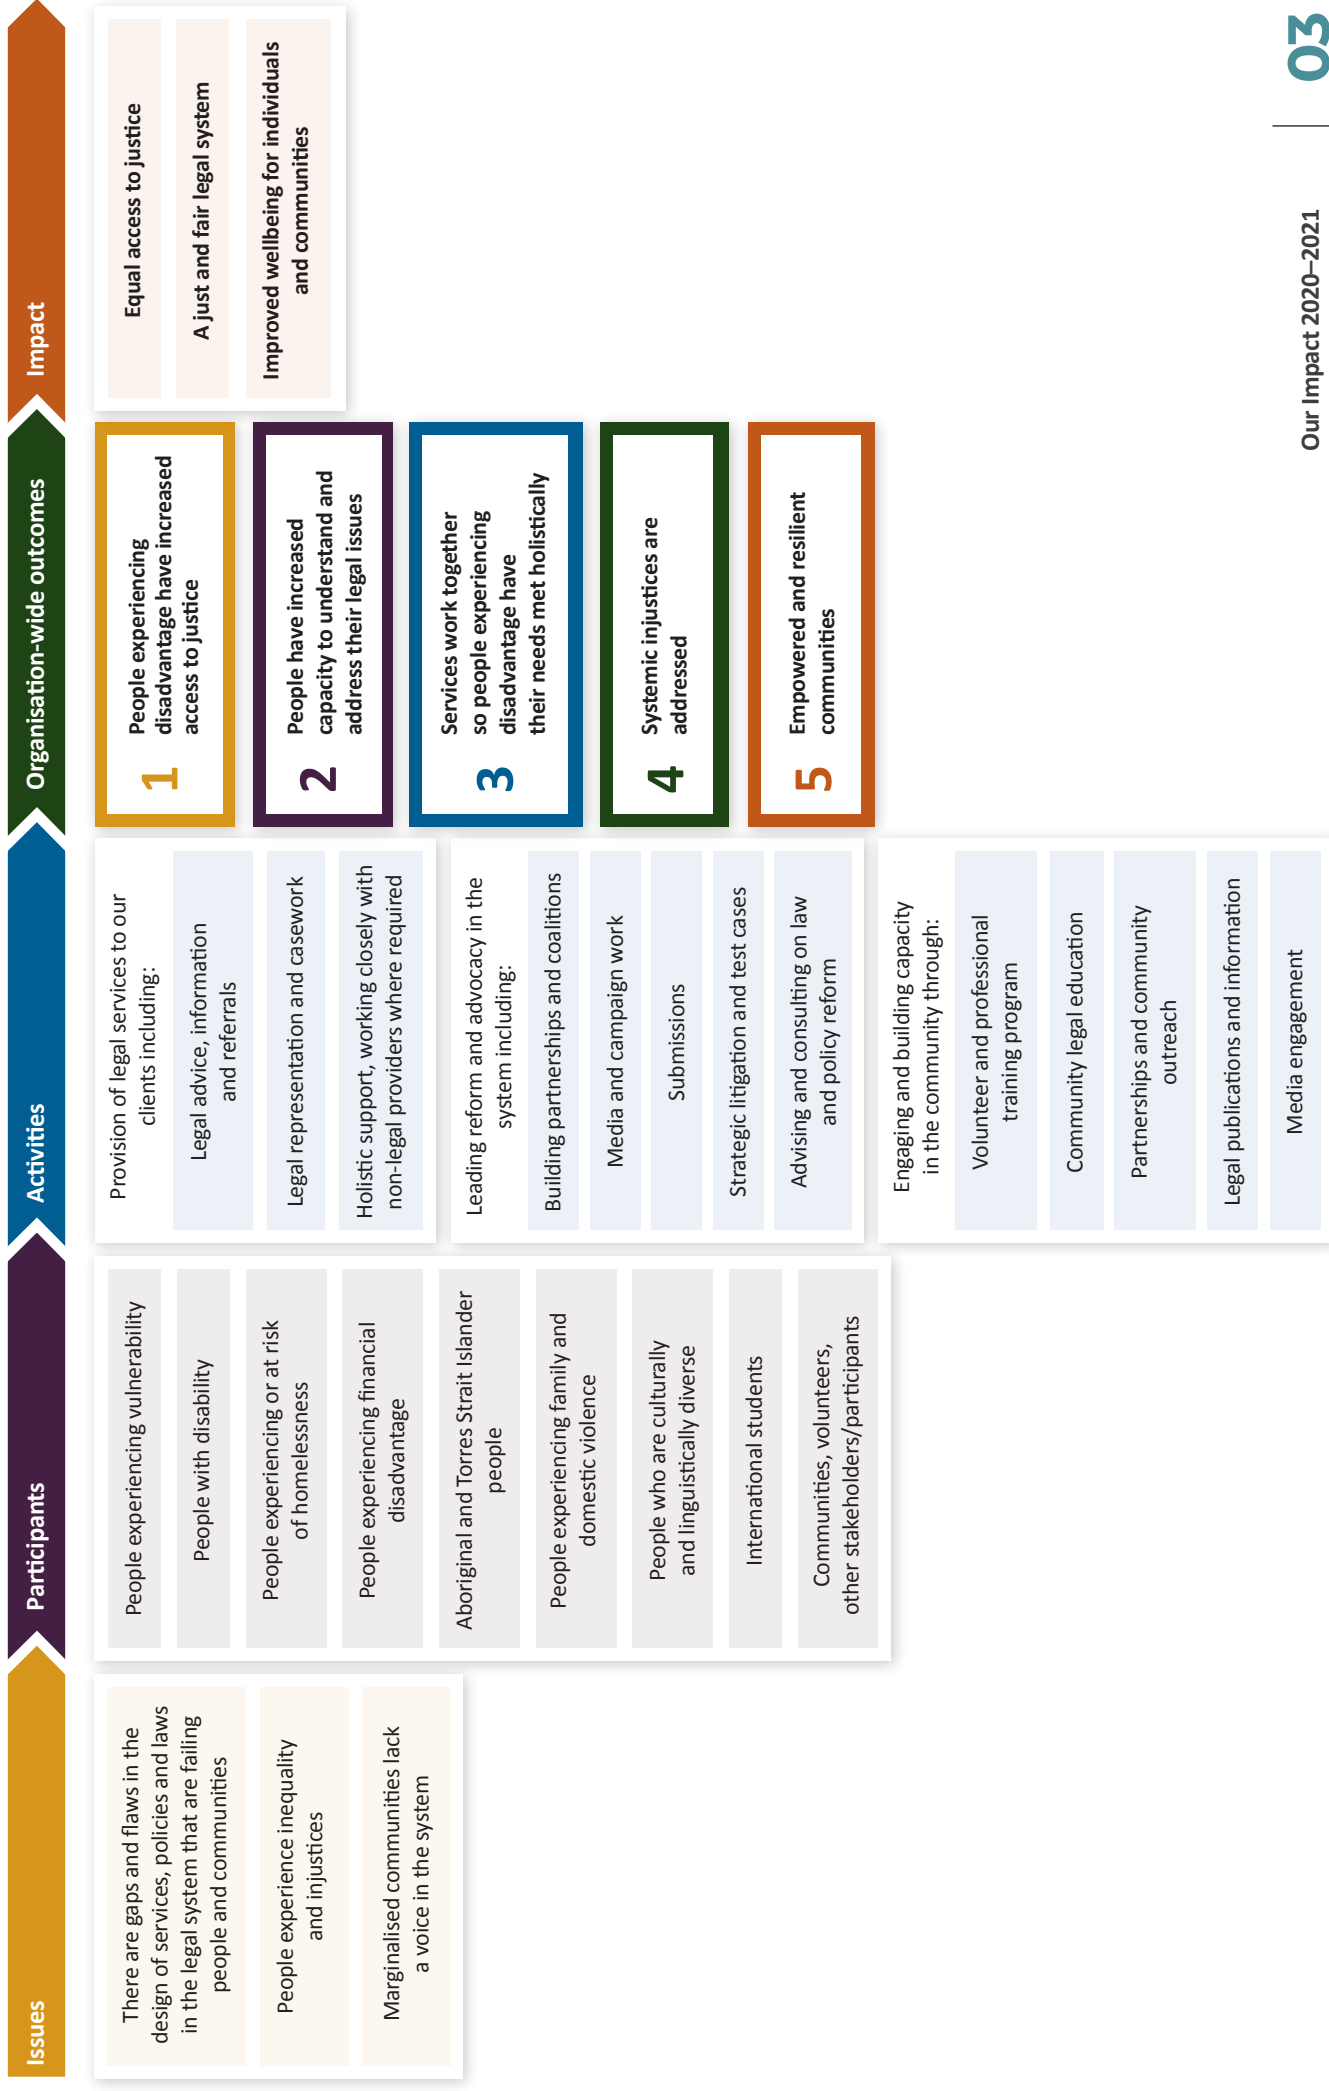 Issues
There are gaps and flaws in the
design of services, policies and laws
in the legal system that are failing
people and communities
People experience inequality
and injustices
Marginalised communities lack
a voice in the system
Participants
People experiencing vulnerability
People with disability
People experiencing or at risk
of homelessness
People experiencing financial
disadvantage
Aboriginal and Torres Strait Islander
people
People experiencing family and
domestic violence
People who are culturally
and linguistically diverse
International students
Communities, volunteers,
other stakeholders/participants
Activities
Provision of legal services to our
clients including:
Legal advice, information
and referrals
Legal representation and casework
Holistic support, working closely with
non-legal providers where required
Leading reform and advocacy in the
system including:
Building partnerships and coalitions
Media and campaign work
Submissions
Strategic litigation and test cases
Advising and consulting on law
and policy reform
Engaging and building capacity
in the community through:
Volunteer and professional
training program
Community legal education
Partnerships and community
outreach
Legal publications and information
Media engagement
Organisation-wide outcomes
1
People experiencing
disadvantage have increased
access to justice
2
People have increased
capacity to understand and
address their legal issues
3
Services work together
so people experiencing
disadvantage have
their needs met holistically
4
Systemic injustices are
addressed
5
Empowered and resilient
communities
Impact
Equal access to justice
A just and fair legal system
Improved wellbeing for individuals
and communities
Our Impact 2020–2021
03